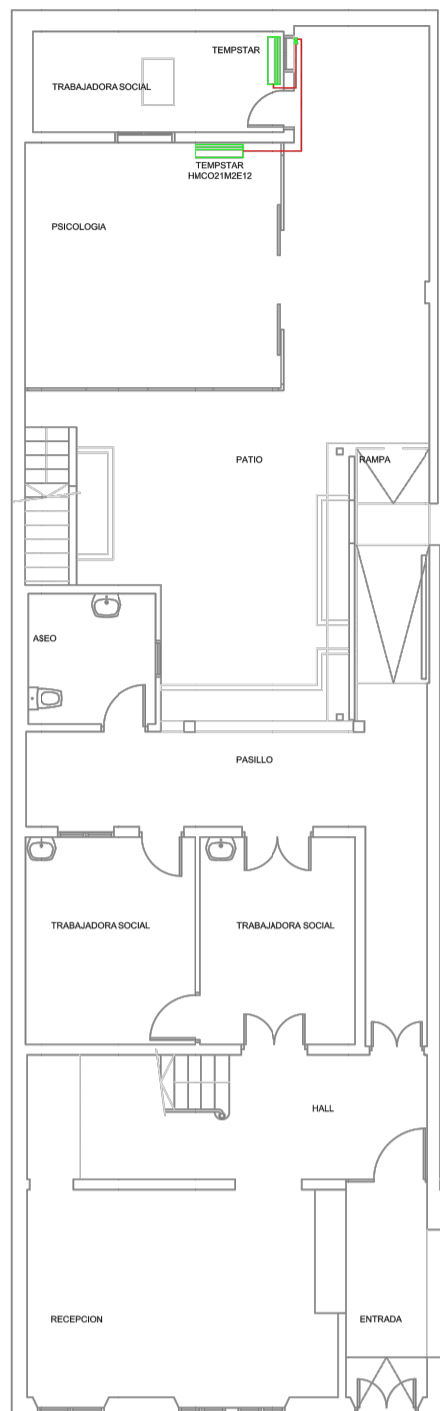 TEMPSTAR
TRABAJADORA SOCIAL
TEMPSTAR
HMCO21M2E12
PSICOLOGIA
PATIO
RAMPA
ASEO
PASILLO
TRABAJADORA SOCIAL
TRABAJADORA SOCIAL
HALL
RECEPCION
ENTRADA